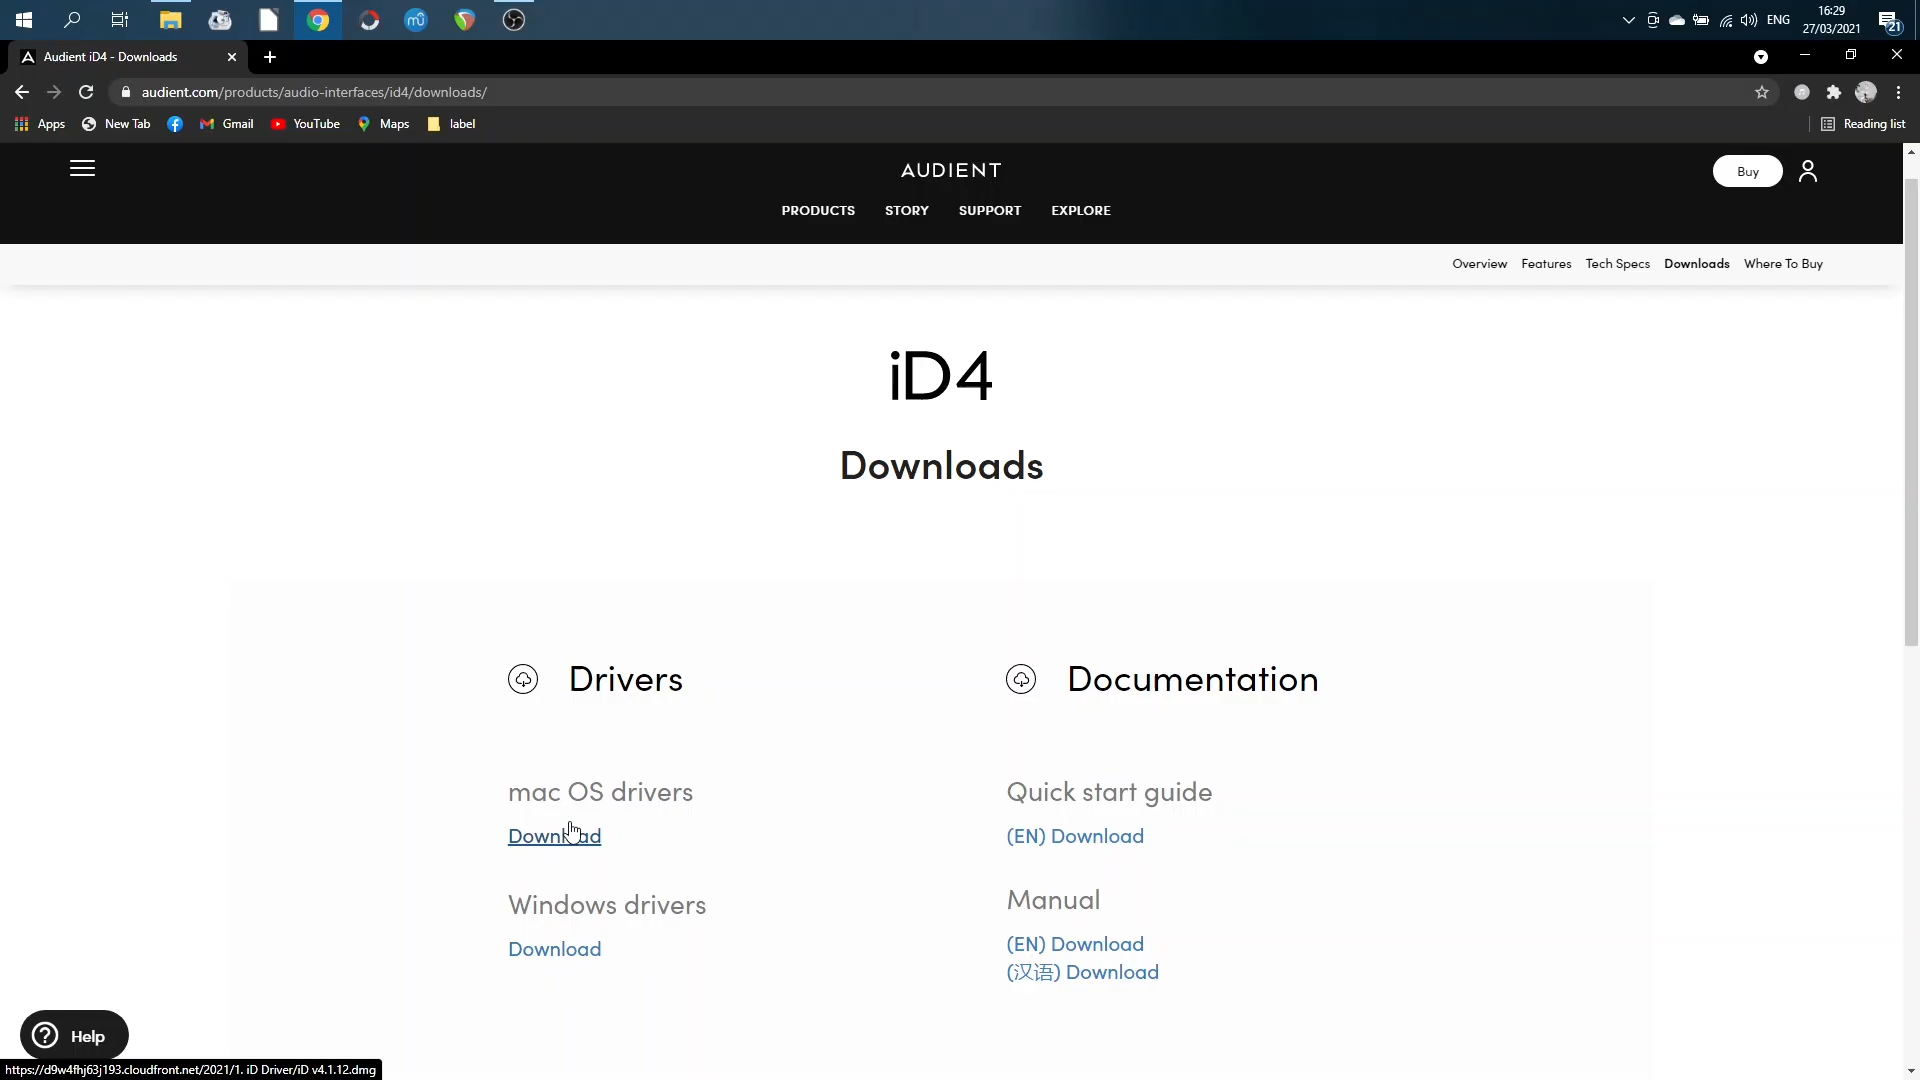 16:29
ENG
27/03/2021
21
Audient iD4 - Downloads
audient.com/products/audio-interfaces/id4/downloads/
Apps
New Tab
Gmail
YouTube
Maps
label
Reading list
AUDIENT
Buy
PRODUCTS STORY SUPPORT EXPLORE
Overview Features Tech Specs Downloads Where To Buy
iD4
Downloads
Drivers
mac OS drivers
Download
Windows drivers
Download
Documentation
Quick start guide
(EN) Download
Manual
(EN) Download
(汉语) Download
Help
https://d9w4fhj63j193.cloudfront.net/2021/1. iD Driver/iD v4.1.12.dmg